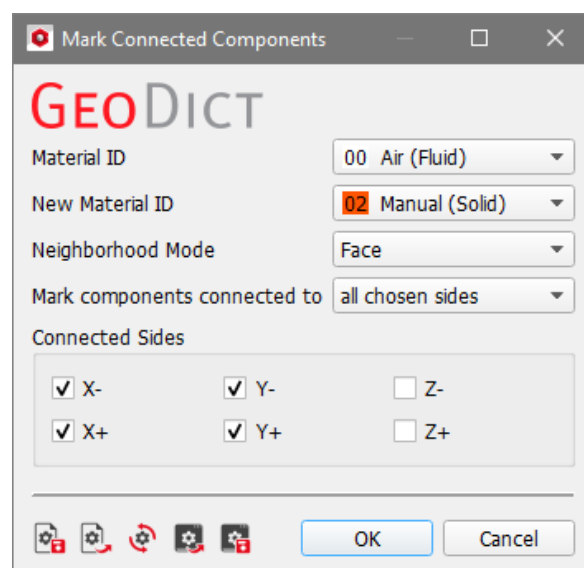 Mark Connected Components
GEODICT
Material ID 00 Air (Fluid)
New Material ID 02 Manual (Solid)
Neighborhood Mode Face
Mark components connected to all chosen sides
Connected Sides
X- Y- Z-
X+ Y+ Z+
OK Cancel